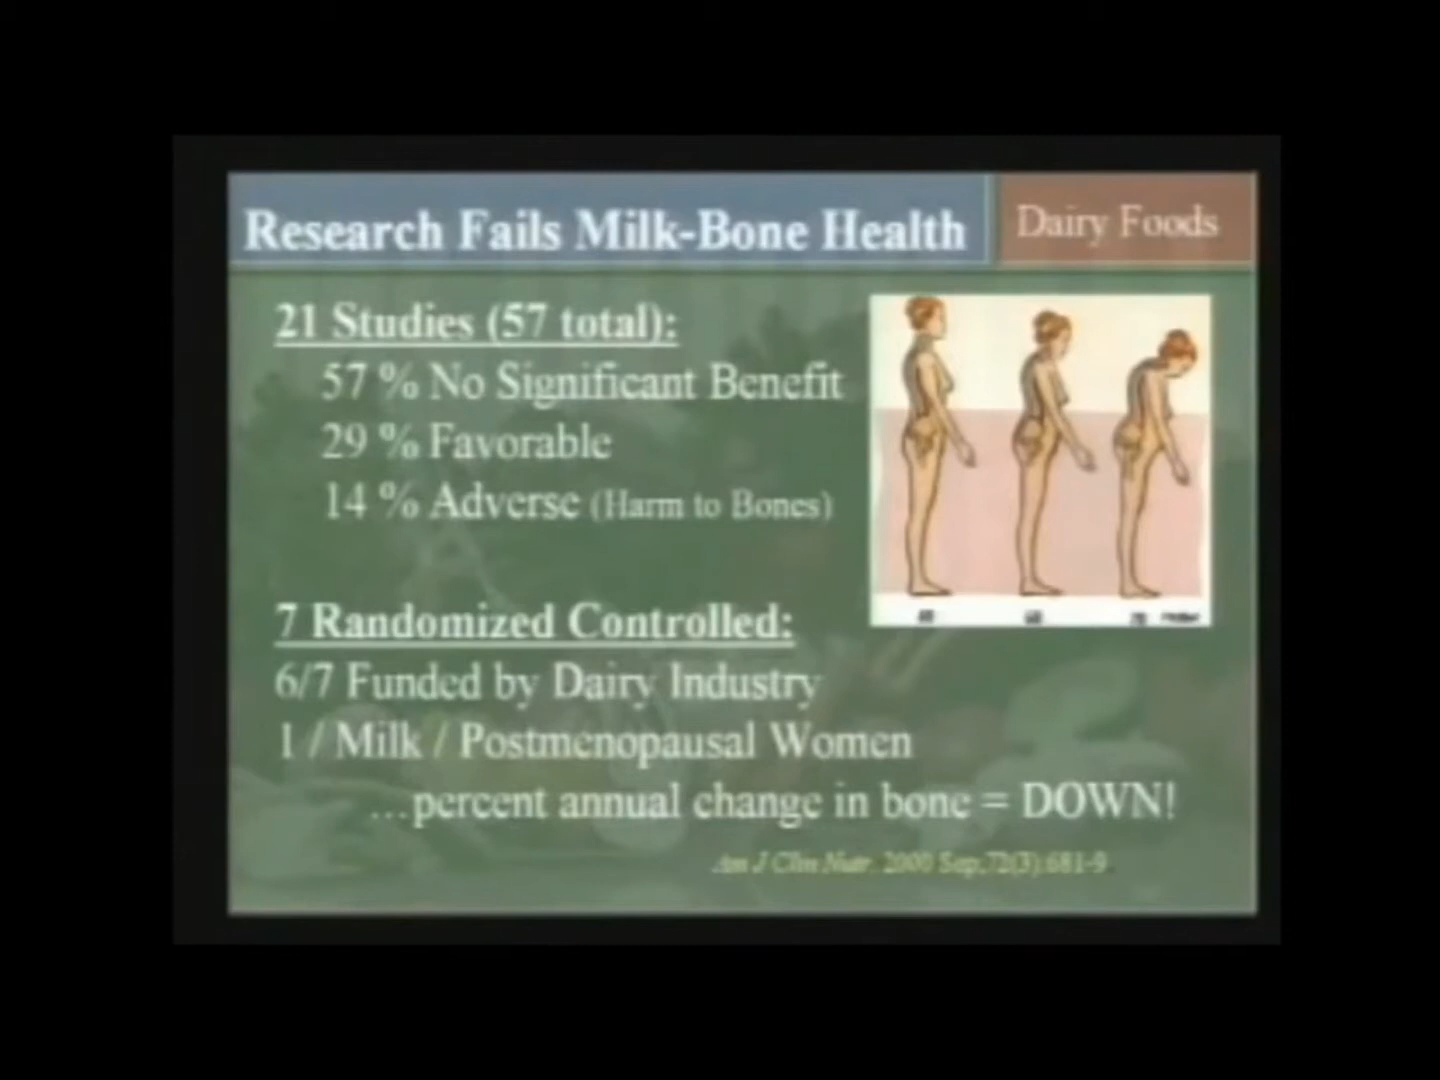 Research Fails Milk-Bone Health
Dairy Foods
21 Studies (57 total):
57 % No Significant Benefit
29 % Favorable
14 % Adverse (Harm to Bones)
7 Randomized Controlled:
6/7 Funded by Dairy Industry
1 / Milk / Postmenopausal Women
...percent annual change in bone = DOWN!
Am J Clin Nutr. 2000 Sep;72(3):681-9